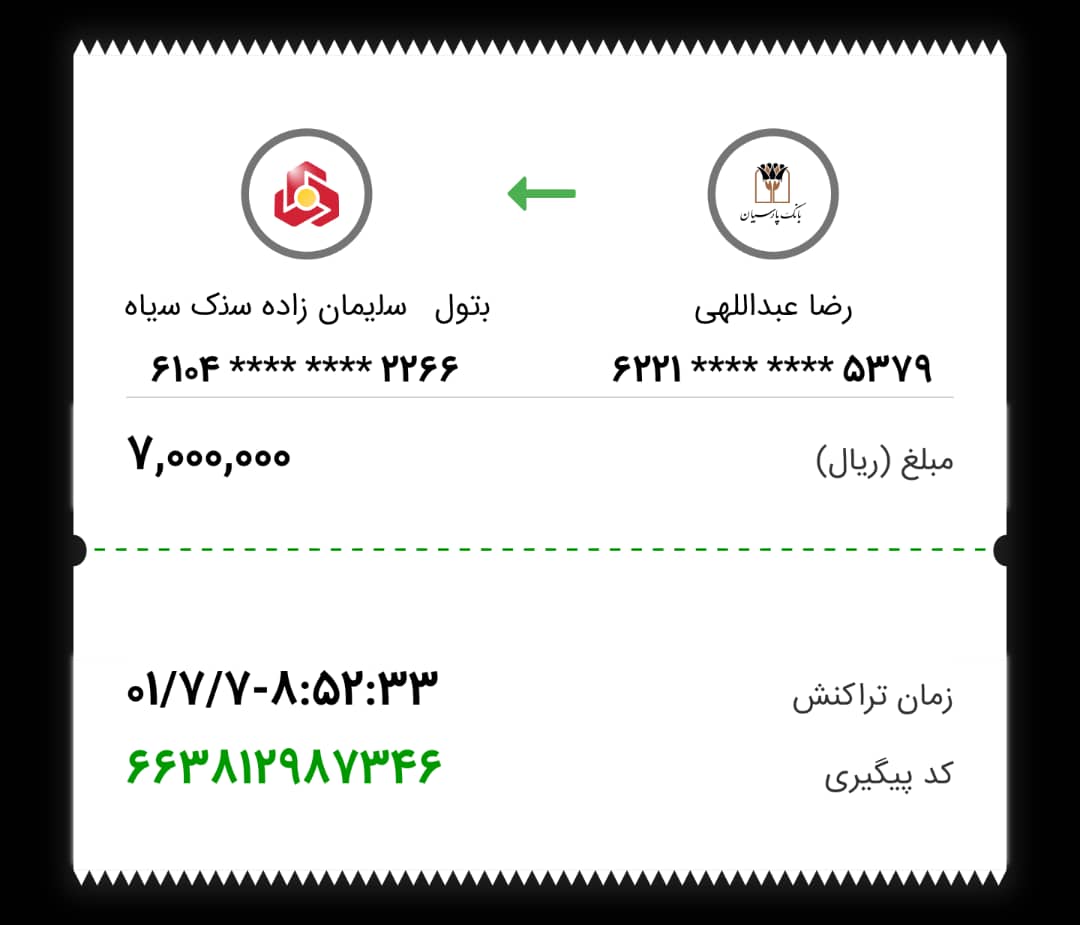 بانک پارسیان
رضا عبداللهی
بتول سلیمان زاده سنک سیاه
۶۲۲۱ **** **** ۵۳۷۹
۶۱۰۴ **** **** ۲۲۶۶
مبلغ (ریال)
۷,۰۰۰,۰۰۰
زمان تراکنش
۰۱/۷/۷-۸:۵۲:۳۳
کد پیگیری
۶۶۳۸۱۲۹۸۷۳۴۶